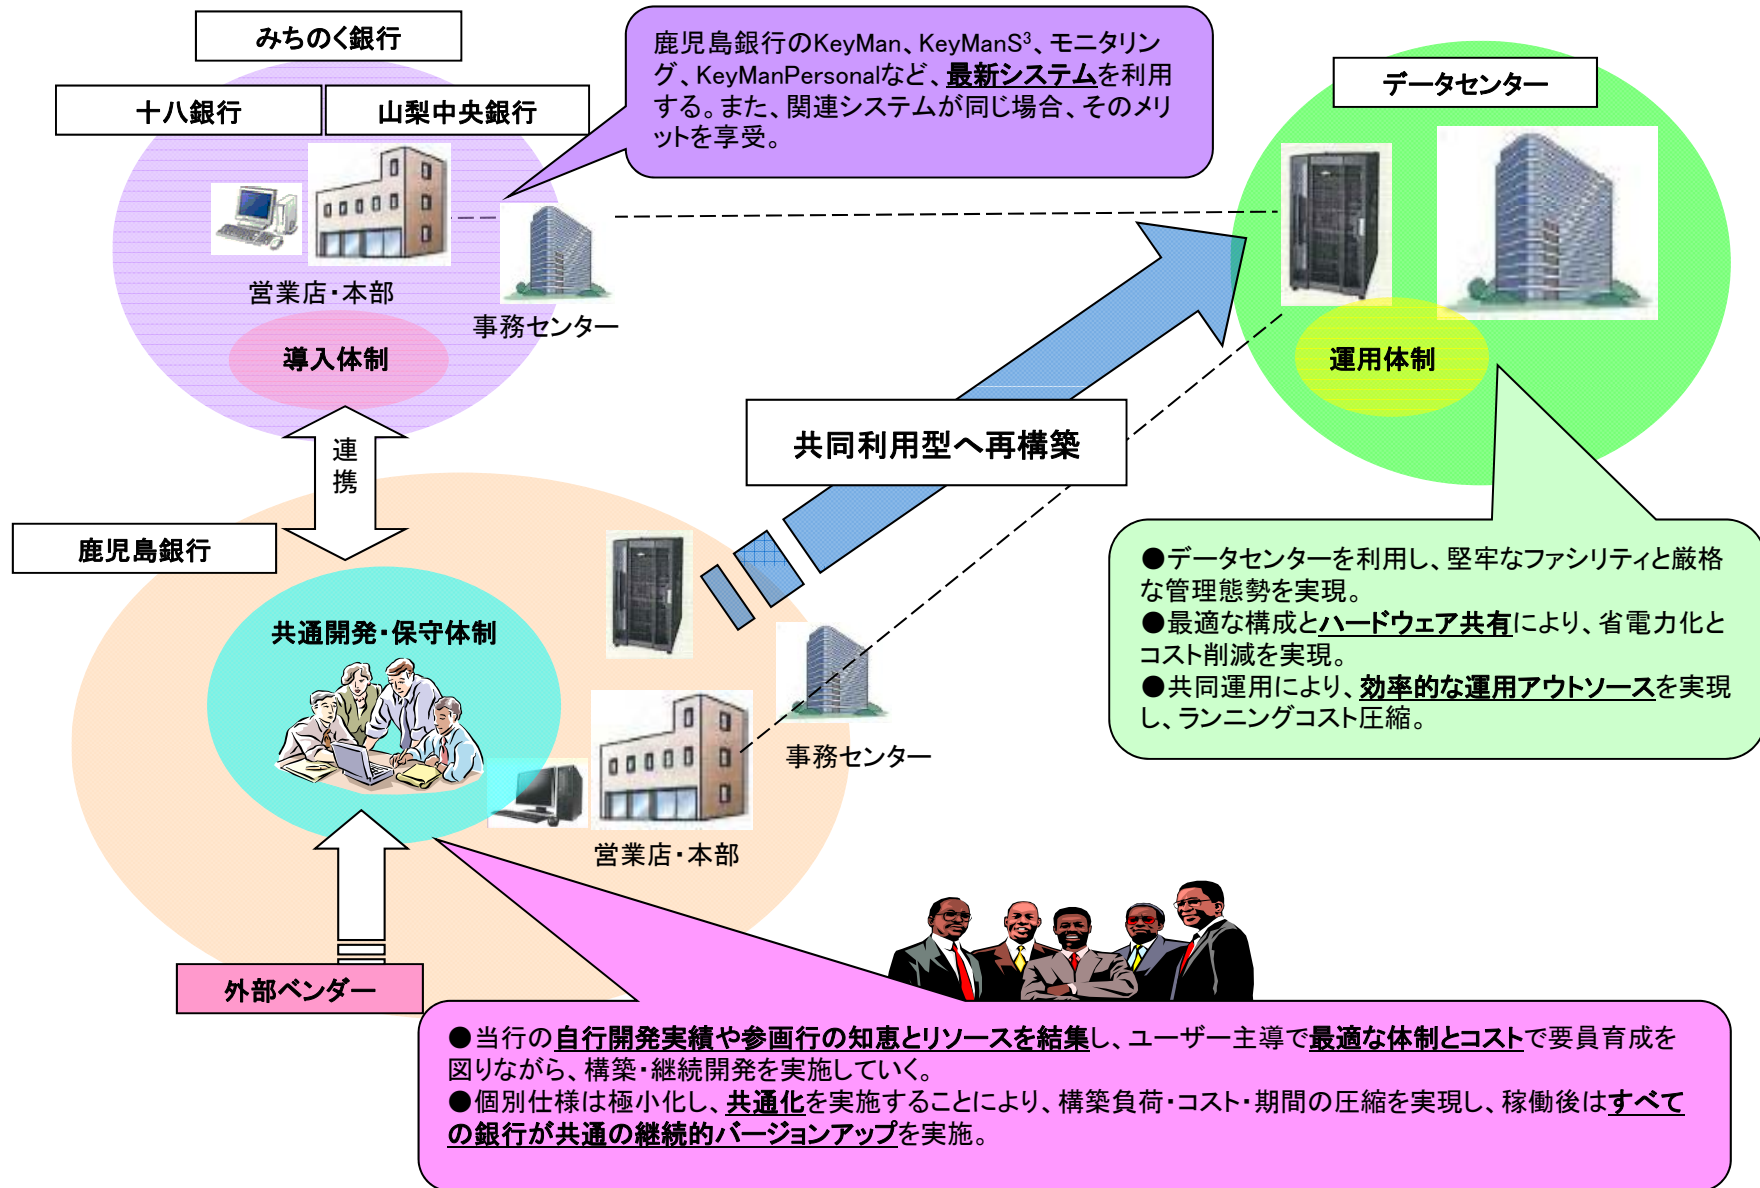 みちのく銀行
十八銀行
山梨中央銀行
鹿児島銀行のKeyMan、KeyManS³、モニタリン
グ、KeyManPersonalなど、最新システムを利用
する。また、関連システムが同じ場合、そのメリ
ットを享受。
データセンター
営業店・本部
事務センター
導入体制
運用体制
連
携
共同利用型へ再構築
鹿児島銀行
共通開発・保守体制
●データセンターを利用し、堅牢なファシリティと厳格
な管理態勢を実現。
●最適な構成とハードウェア共有により、省電力化と
コスト削減を実現。
●共同運用により、効率的な運用アウトソースを実現
し、ランニングコスト圧縮。
事務センター
営業店・本部
外部ベンダー
●当行の自行開発実績や参画行の知恵とリソースを結集し、ユーザー主導で最適な体制とコストで要員育成を
図りながら、構築・継続開発を実施していく。
●個別仕様は極小化し、共通化を実施することにより、構築負荷・コスト・期間の圧縮を実現し、稼働後はすべて
の銀行が共通の継続的バージョンアップを実施。